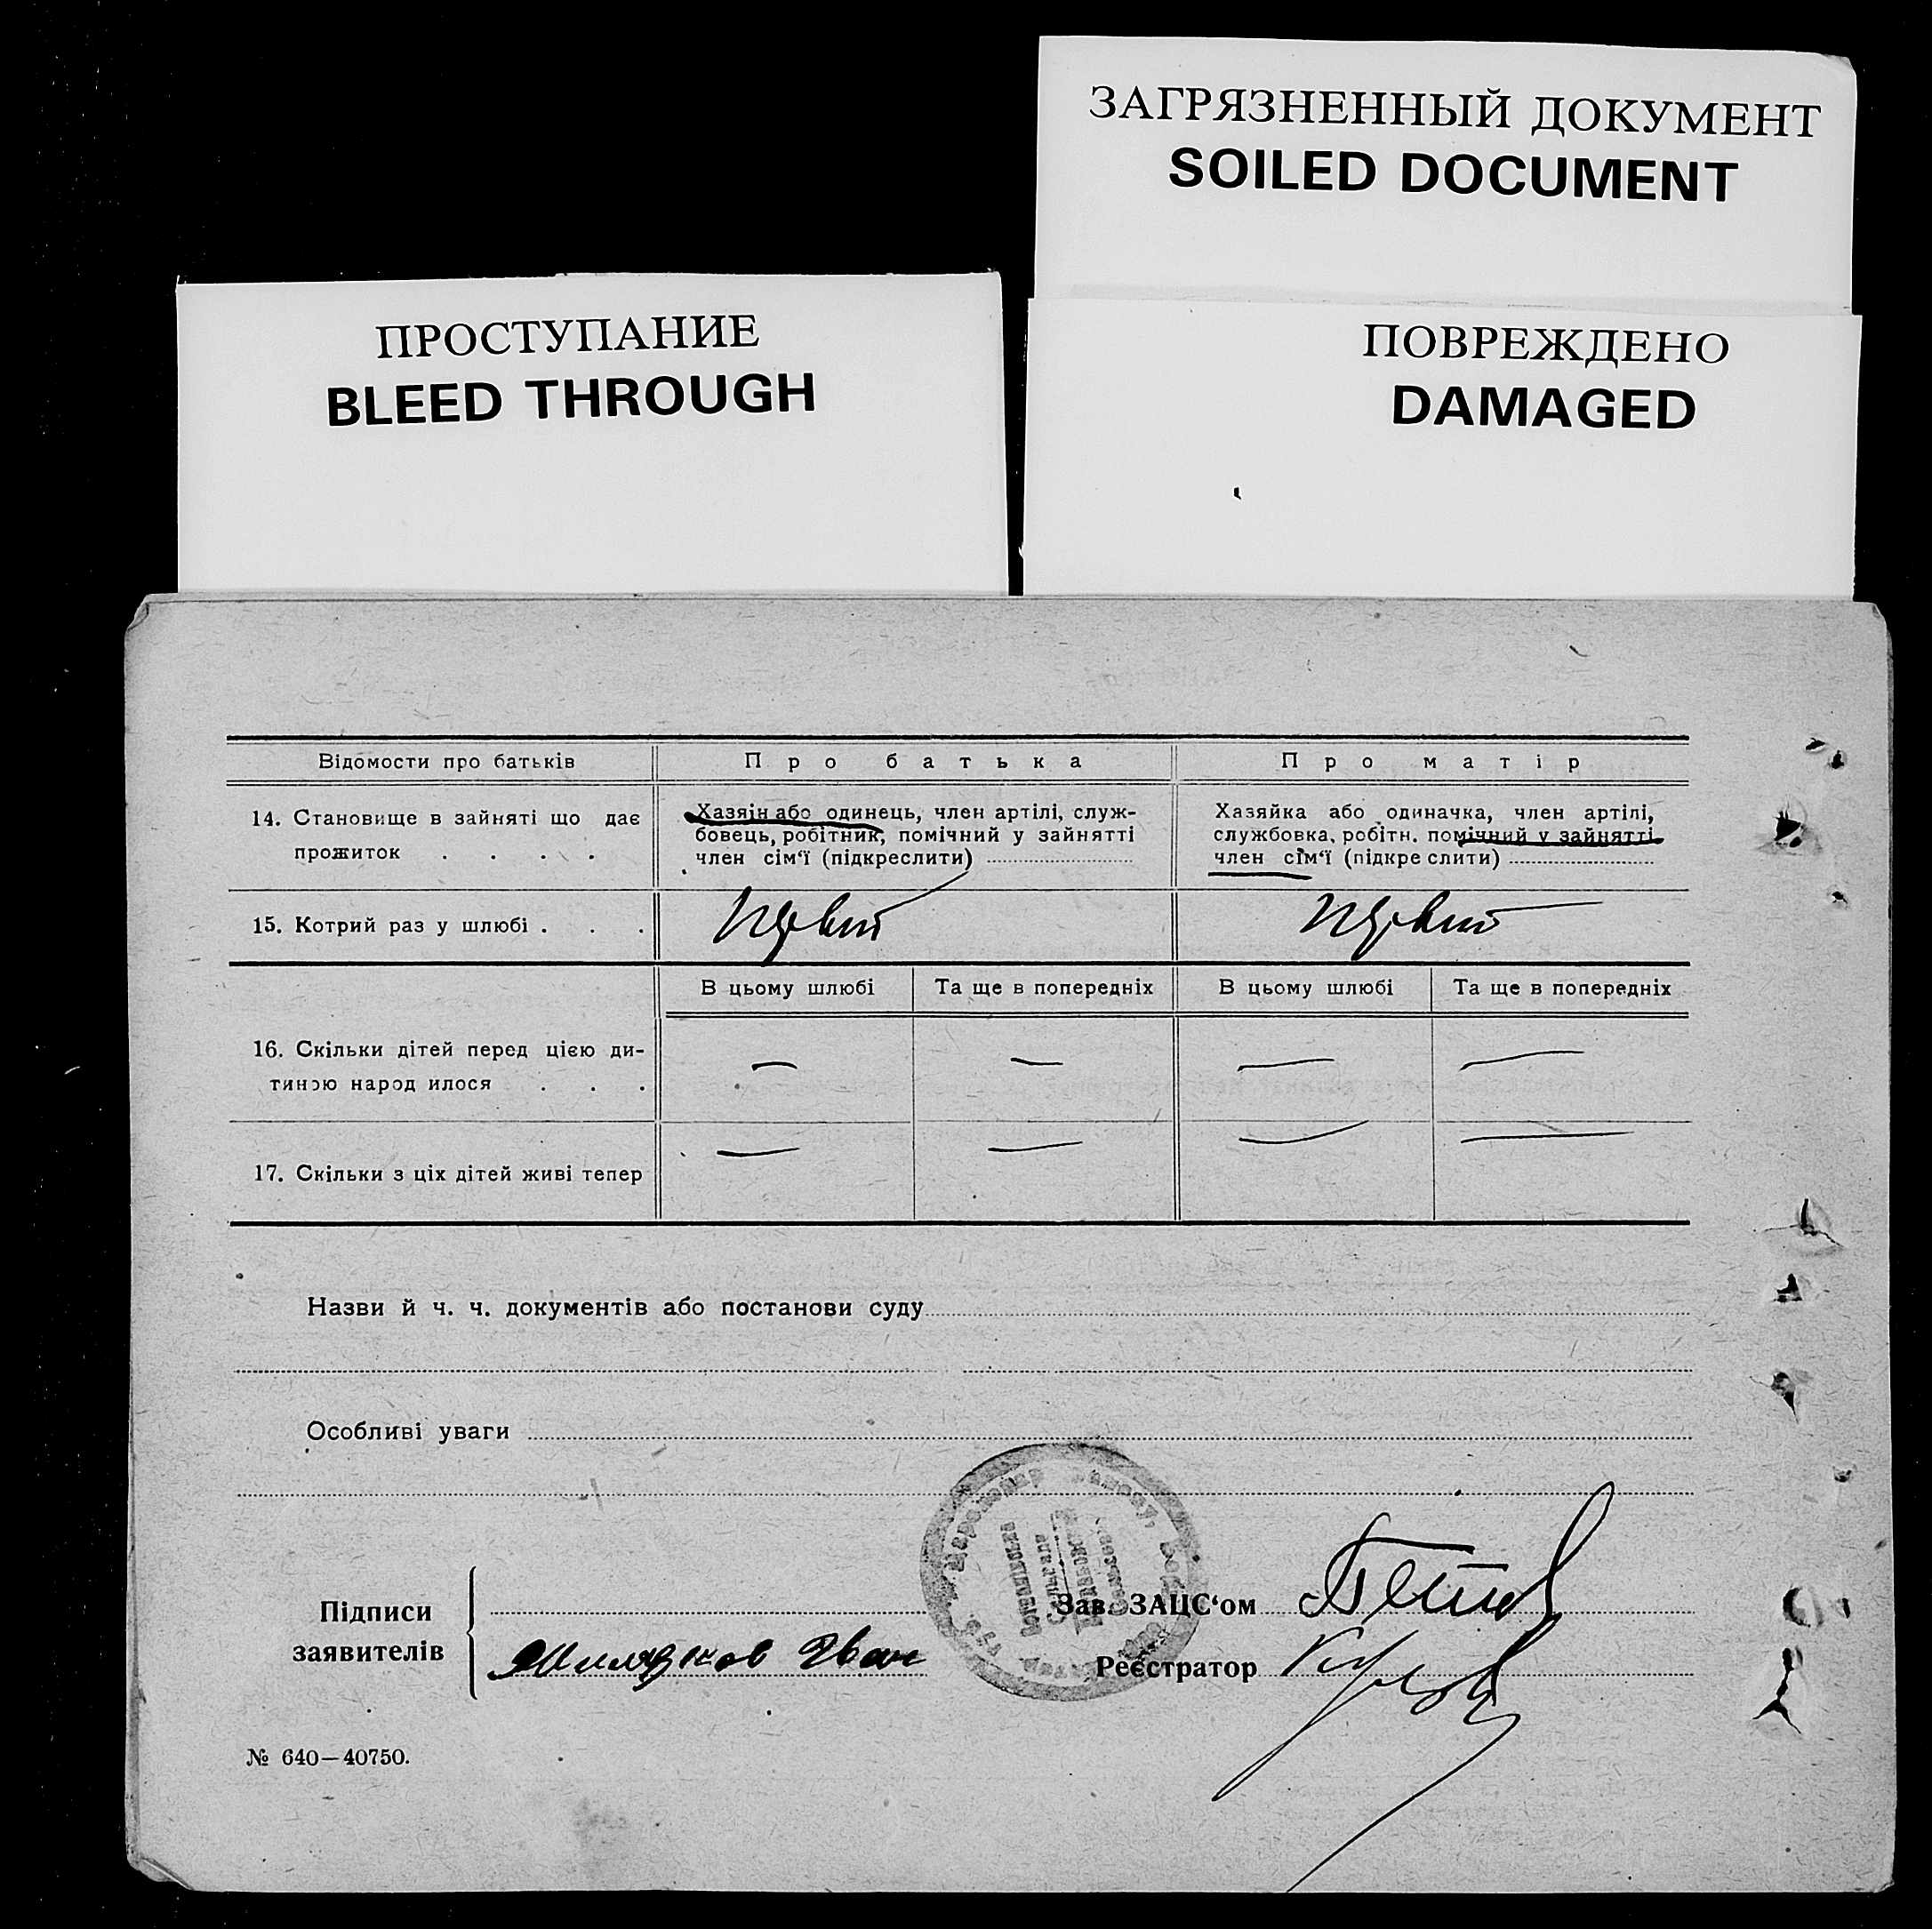 ЗАГРЯЗНЕННЫЙ ДОКУМЕНТ
SOILED DOCUMENT
ПРОСТУПАНИЕ
BLEED THROUGH
ПОВРЕЖДЕНО
DAMAGED
Відомости про батьків
Про батька
Про матір
14. Становище в зайняті що дає
прожиток . . . .
Хазяїн або одинець, член артілі, служ-
бовець, робітник, помічний у зайнятті
член сім‘ї (підкреслити)
Хазяйка або одиначка, член артілі,
службовка, робітн. помічний у зайнятті
член сім‘ї (підкреслити)
15. Котрий раз у шлюбі . . .
В цьому шлюбі
Та ще в попередніх
В цьому шлюбі
Та ще в попередніх
16. Скільки дітей перед цією ди-
тиною народ илося . . .
— — — —
17. Скільки з ціх дітей живі тепер
— — — —
Назви й ч. ч. документів або постанови суду
Особливі уваги
Підписи
заявителів
Иван
Зав. ЗАЦС‘ом
Реєстратор
№ 640—40750.